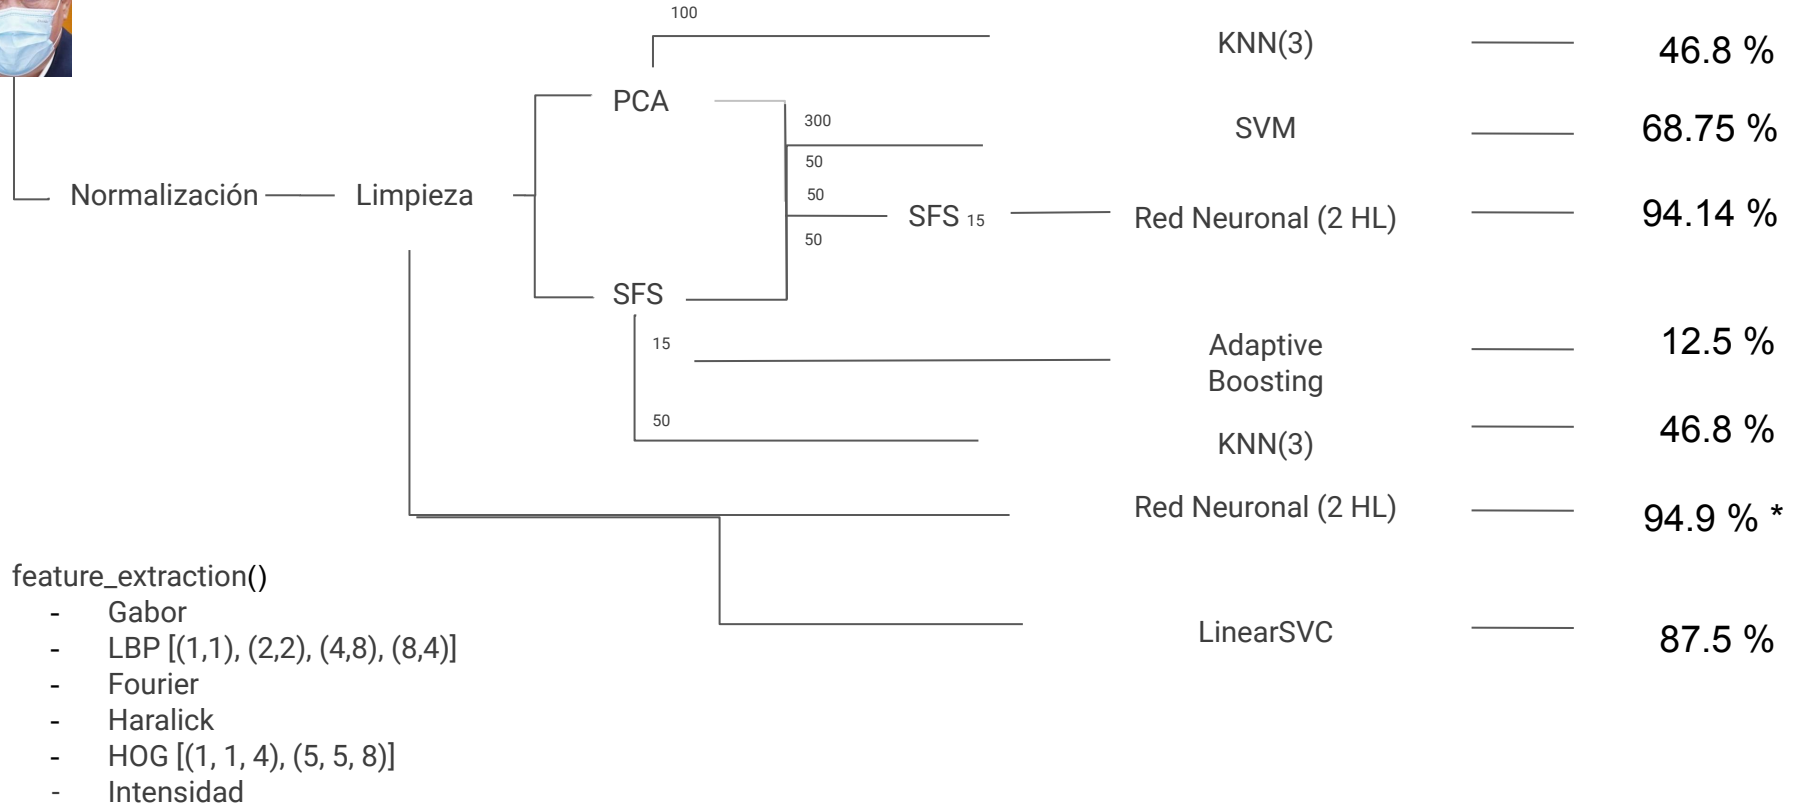 100
KNN(3)
46.8 %
PCA
300
SVM
68.75 %
50
Normalización
Limpieza
50
SFS 15
Red Neuronal (2 HL)
94.14 %
50
SFS
15
Adaptive
Boosting
12.5 %
50
KNN(3)
46.8 %
Red Neuronal (2 HL)
94.9 % *
feature_extraction()
- Gabor
- LBP [(1,1), (2,2), (4,8), (8,4)]
- Fourier
- Haralick
- HOG [(1, 1, 4), (5, 5, 8)]
- Intensidad
LinearSVC
87.5 %